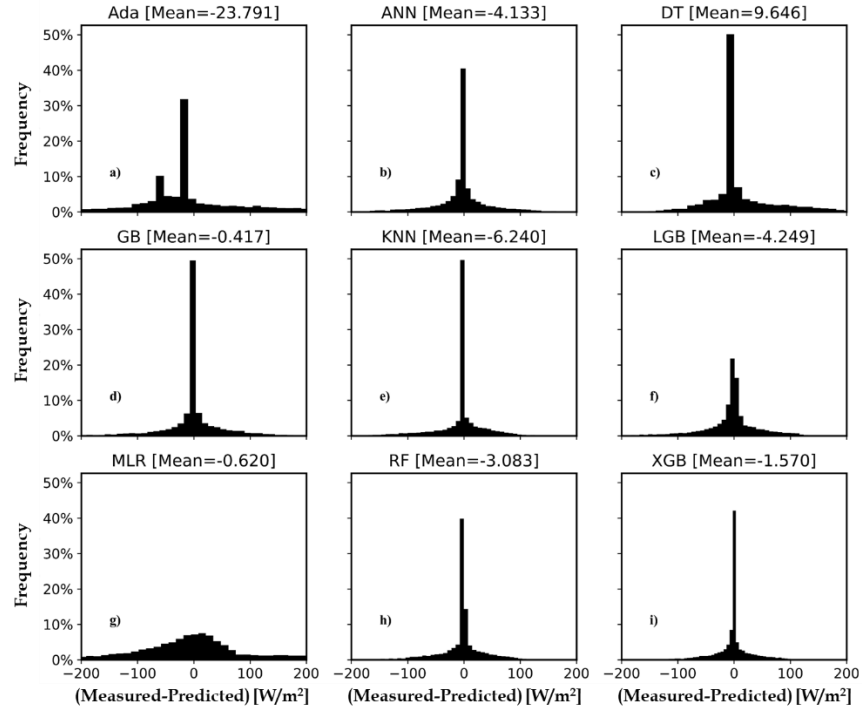 Ada [Mean=-23.791]
ANN [Mean=-4.133]
DT [Mean=9.646]
Frequency
50%
40%
30%
20%
10%
0%
a)
b)
c)
GB [Mean=-0.417]
KNN [Mean=-6.240]
LGB [Mean=-4.249]
Frequency
50%
40%
30%
20%
10%
0%
d)
e)
f)
MLR [Mean=-0.620]
RF [Mean=-3.083]
XGB [Mean=-1.570]
Frequency
50%
40%
30%
20%
10%
0%
g)
h)
i)
−200 −100 0 100 200
−200 −100 0 100 200
−200 −100 0 100 200
(Measured-Predicted) [W/m²]
(Measured-Predicted) [W/m²]
(Measured-Predicted) [W/m²]